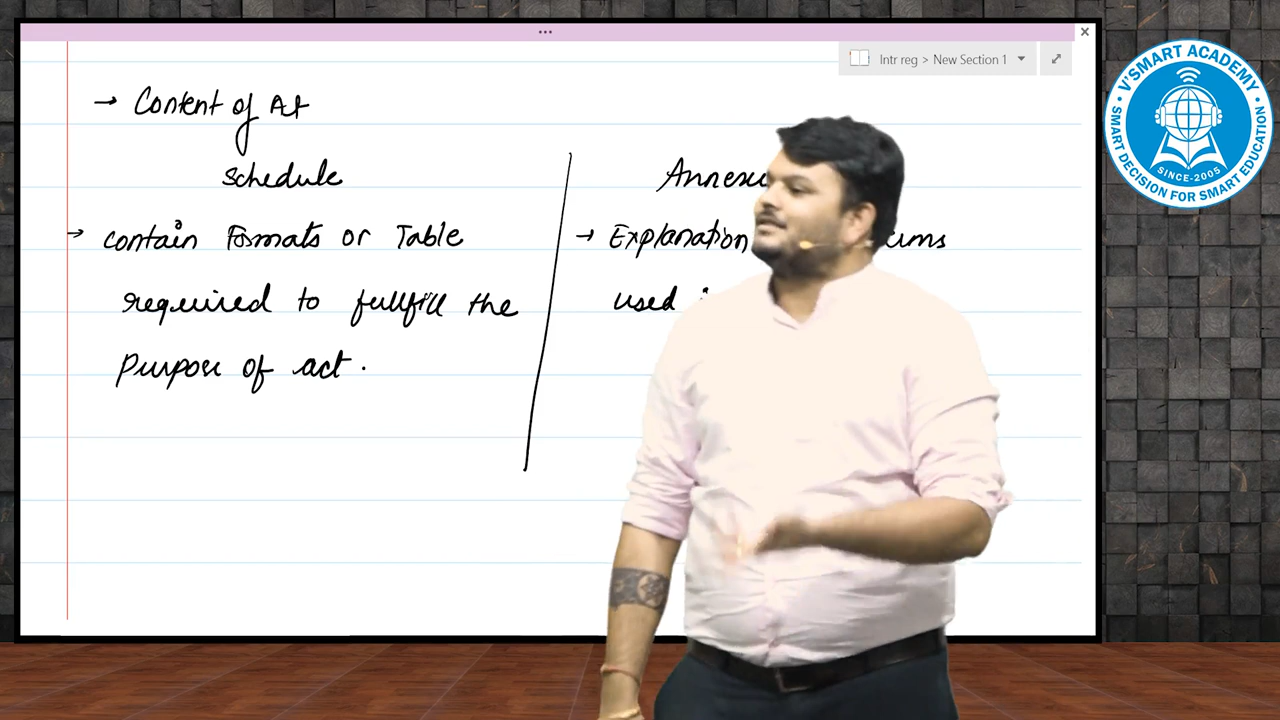 → Content of Act
Schedule
→ contain Formats or Table
required to fullfill the
Purpose of act.
Annexu
→ Explanation
ums
used i
Intr reg > New Section 1
V'SMART ACADEMY
SINCE-2005
SMART DECISION FOR SMART EDUCATION